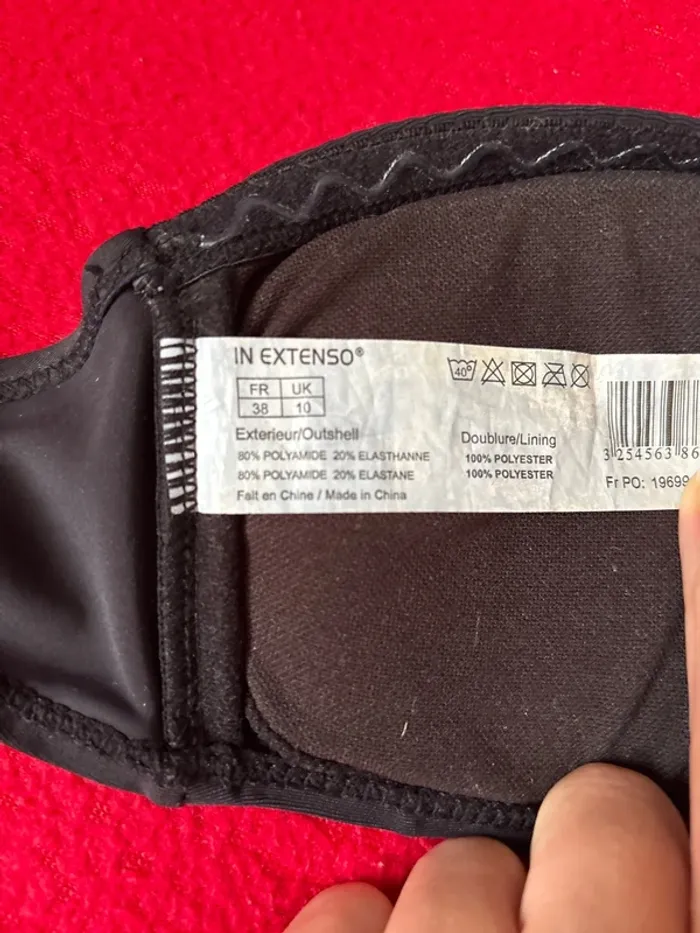 IN EXTENSO®
FR UK
38 10
40°
Exterieur/Outshell
80% POLYAMIDE 20% ELASTHANNE
80% POLYAMIDE 20% ELASTANE
Fait en Chine / Made in China
Doublure/Lining
100% POLYESTER
100% POLYESTER
3 254563 86
Fr PO: 19699